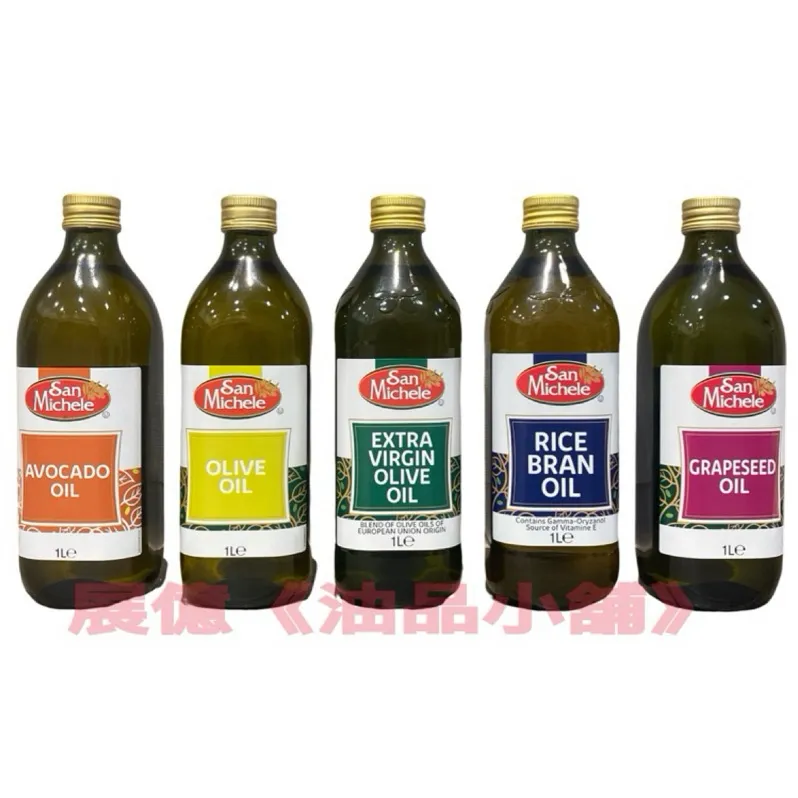 San
Michele
AVOCADO
OIL
1L℮
San
Michele
OLIVE
OIL
1L℮
San
Michele
EXTRA
VIRGIN
OLIVE
OIL
BLEND OF OLIVE OILS OF
EUROPEAN UNION ORIGIN
1L℮
San
Michele
RICE
BRAN
OIL
Contains Gamma-Oryzanol
Source of Vitamine E
1L℮
San
Michele
GRAPESEED
OIL
1L℮
展億《油品小舖》